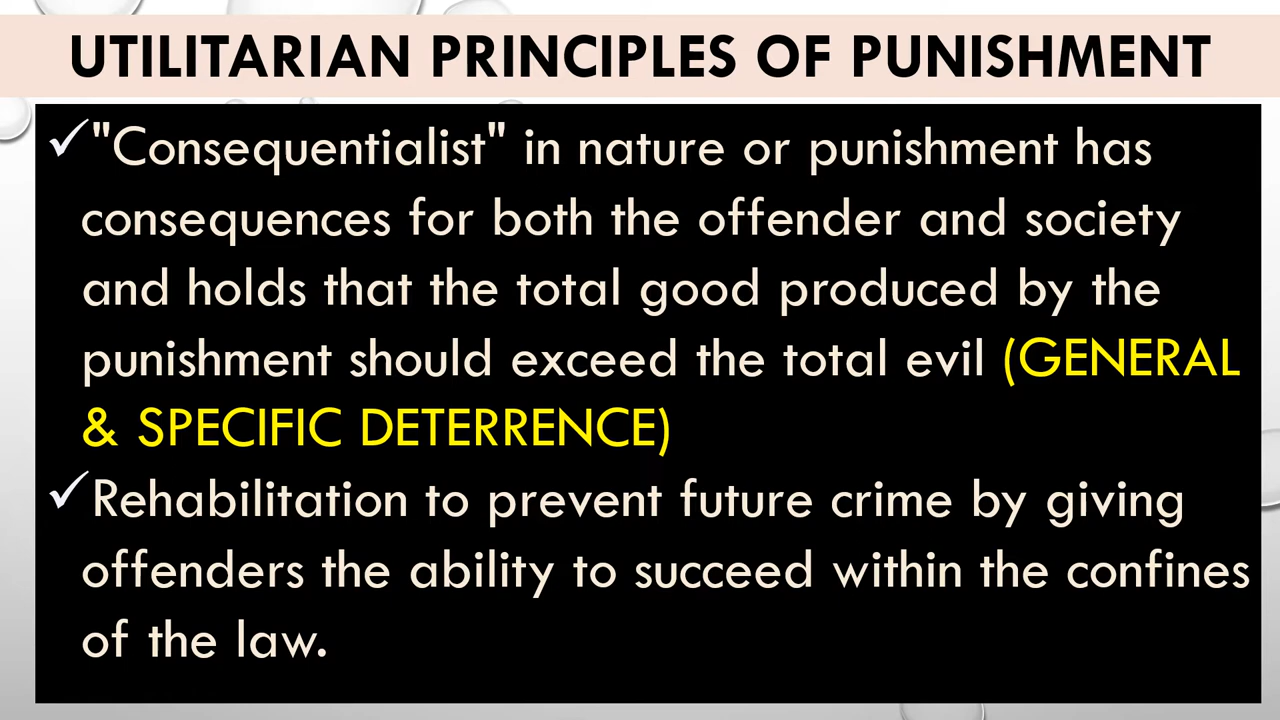 UTILITARIAN PRINCIPLES OF PUNISHMENT
✓"Consequentialist" in nature or punishment has
consequences for both the offender and society
and holds that the total good produced by the
punishment should exceed the total evil (GENERAL
& SPECIFIC DETERRENCE)
✓Rehabilitation to prevent future crime by giving
offenders the ability to succeed within the confines
of the law.